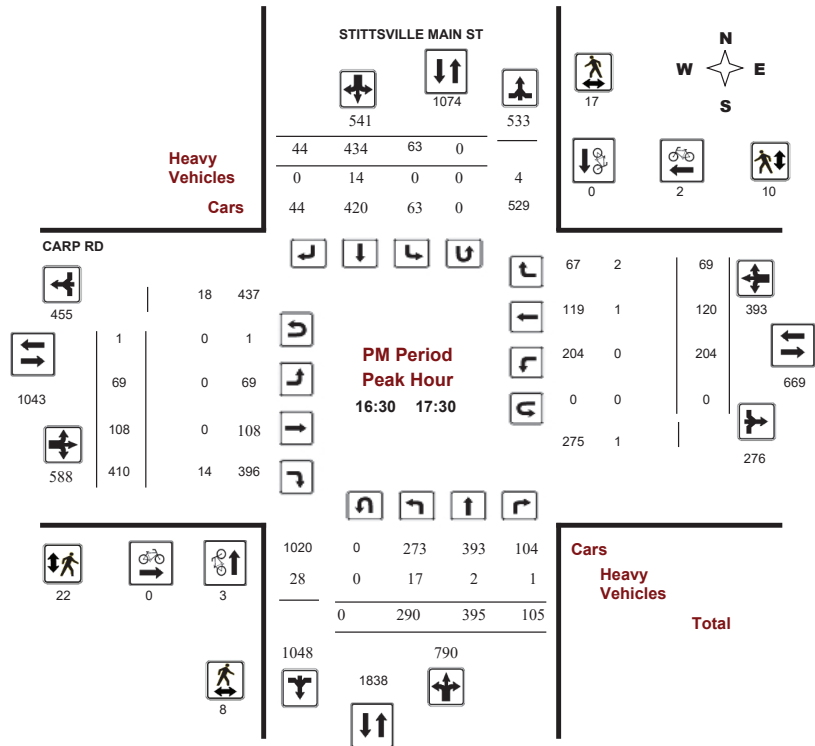 STITTSVILLE MAIN ST
N
W E
S
1074
17
541 533
44 434 63 0
Heavy
Vehicles
0 14 0 0 4
0 2 10
Cars
44 420 63 0 529
CARP RD
67 2 69
455
18 437
393
119 1 120
1 0 1
PM Period
204 0 204
Peak Hour
669
1043
69 0 69
16:30 17:30
0 0 0
108 0 108
275 1
276
588
410 14 396
1020 0 273 393 104
Cars
28 0 17 2 1
Heavy
Vehicles
22 0 3
0 290 395 105
Total
1048 790
1838
8